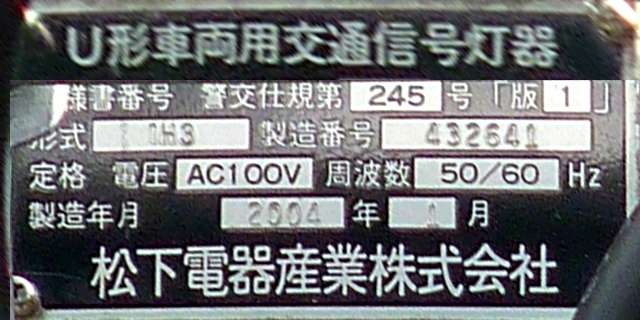 U形車両用交通信号灯器
様書番号 警交仕規第 245 号 「版 1 」
形式 1H3 製造番号 432641
定格 電圧 AC100V 周波数 50/60 Hz
製造年月 2004 年 1 月
松下電器産業株式会社